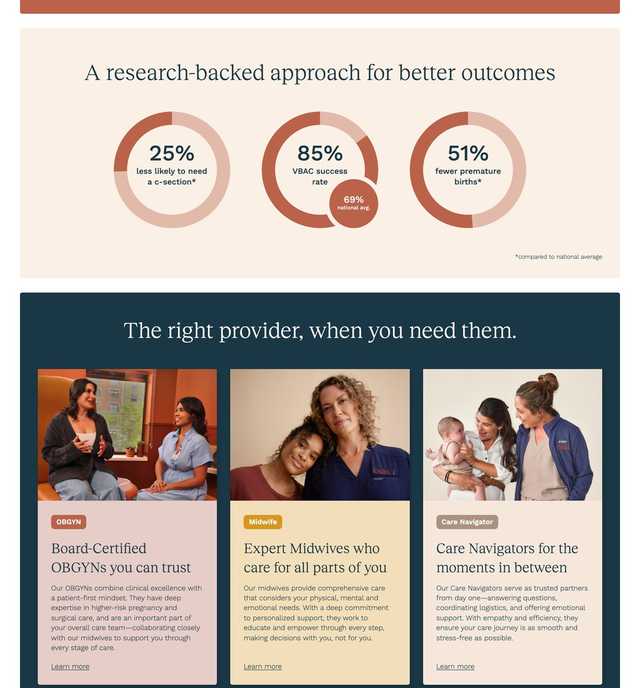 A research-backed approach for better outcomes
25%
less likely to need
a c-section*
85%
VBAC success
rate
69%
national avg.
51%
fewer premature
births*
*compared to national average
The right provider, when you need them.
OBGYN
Board-Certified
OBGYNs you can trust
Our OBGYNs combine clinical excellence with
a patient-first mindset. They have deep
expertise in higher-risk pregnancy and
surgical care, and are an important part of
your overall care team—collaborating closely
with our midwives to support you through
every stage of care.
Learn more
Midwife
Expert Midwives who
care for all parts of you
Our midwives provide comprehensive care
that considers your physical, mental and
emotional needs. With a deep commitment
to personalized support, they work to
educate and empower through every step,
making decisions with you, not for you.
Learn more
Care Navigator
Care Navigators for the
moments in between
Our Care Navigators serve as trusted partners
from day one—answering questions,
coordinating logistics, and offering emotional
support. With empathy and efficiency, they
ensure your care journey is as smooth and
stress-free as possible.
Learn more